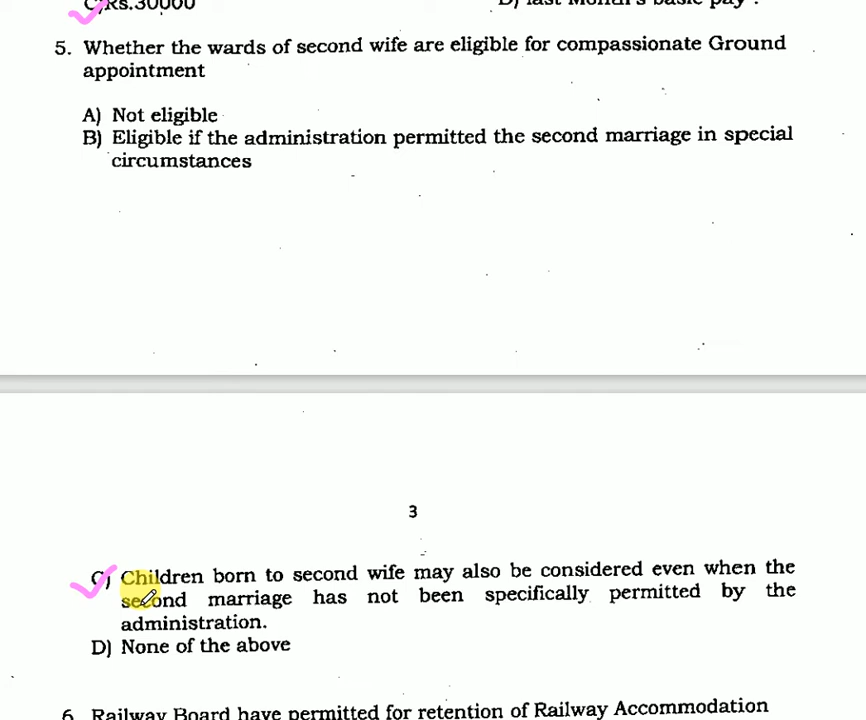 C) Rs.30000
5. Whether the wards of second wife are eligible for compassionate Ground
appointment
A) Not eligible
B) Eligible if the administration permitted the second marriage in special
circumstances
3
C) Children born to second wife may also be considered even when the
second marriage has not been specifically permitted by the
administration.
D) None of the above
6. Railway Board have permitted for retention of Railway Accommodation